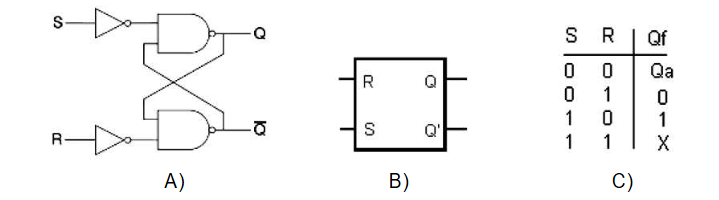 S
Q
R
Q̅
A)
R Q
S Q'
B)
S R Qf
0 0 Qa
0 1 0
1 0 1
1 1 X
C)